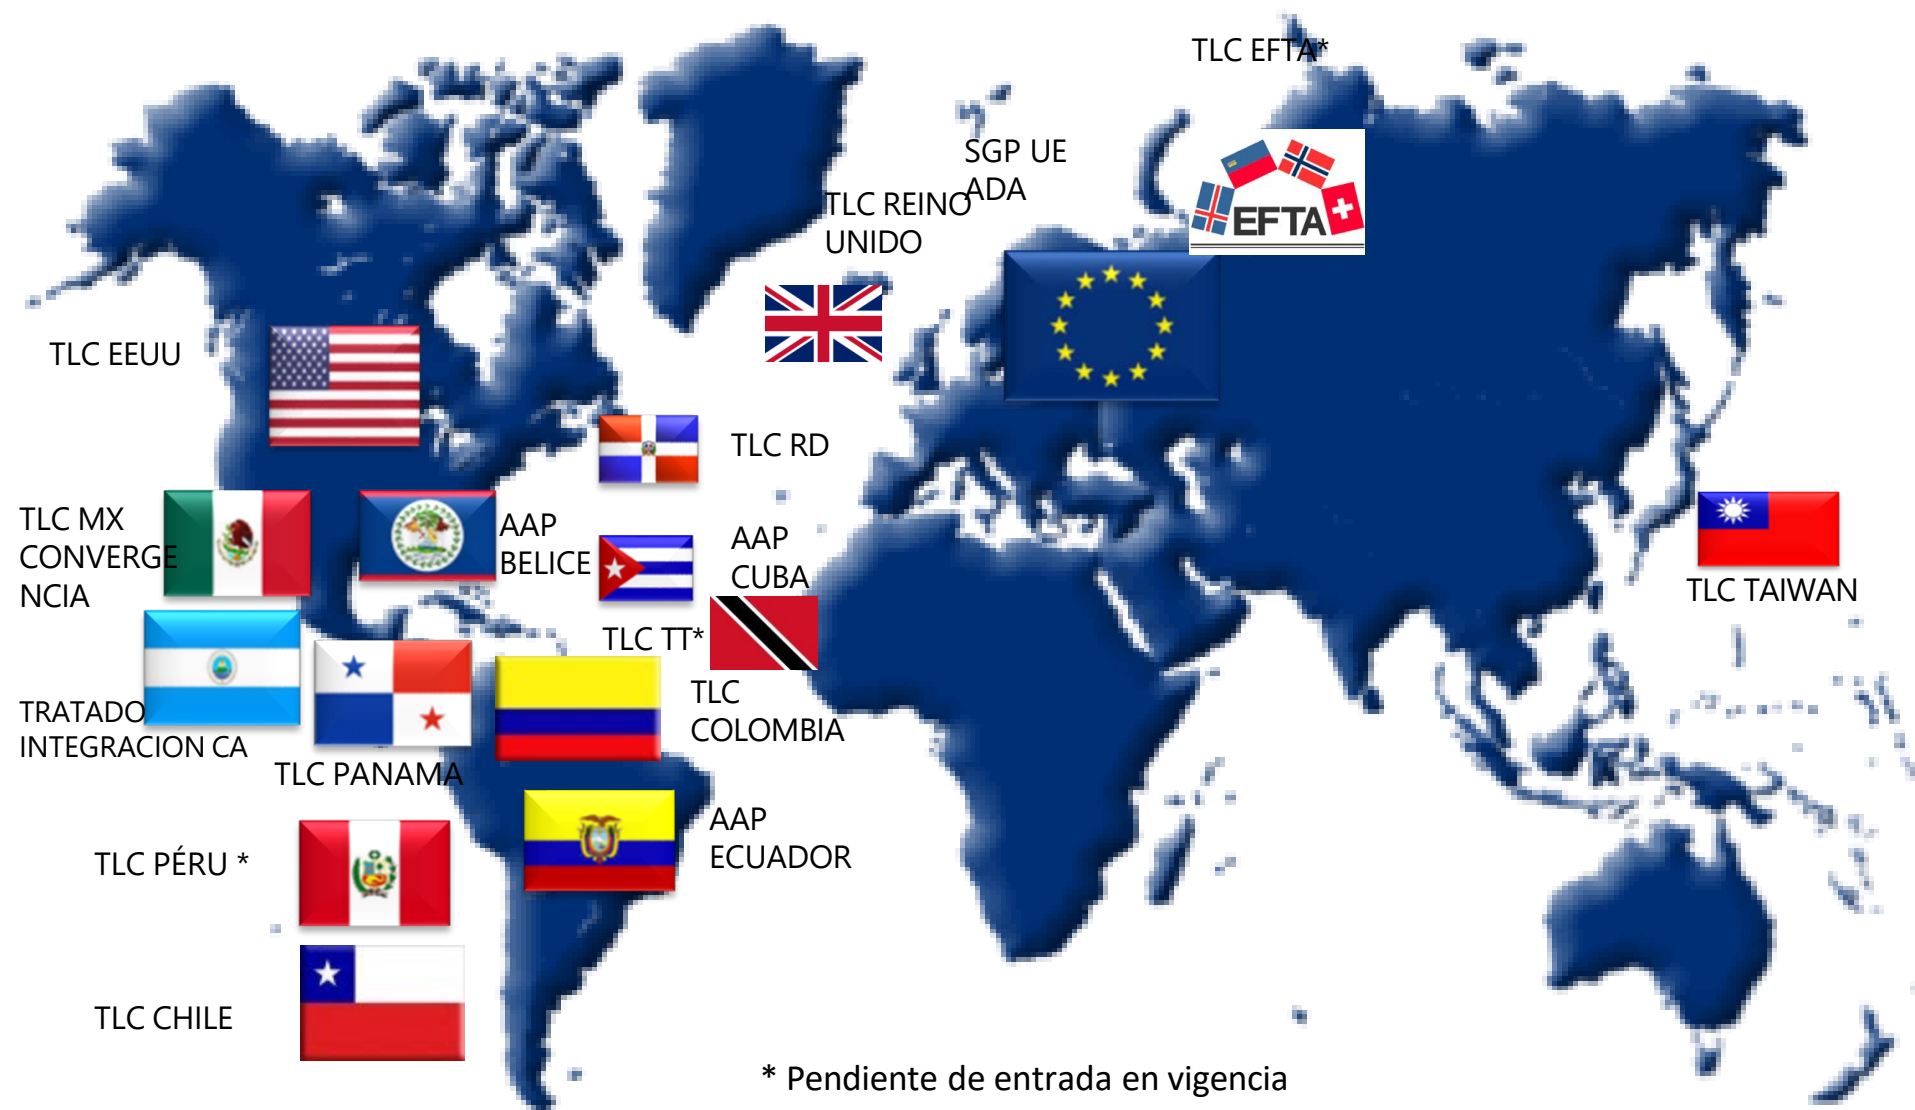 TLC EFTA*
SGP UE
ADA
EFTA
TLC REINO
UNIDO
TLC EEUU
TLC RD
TLC MX
CONVERGE
NCIA
AAP
BELICE
AAP
CUBA
TLC TAIWAN
TLC TT*
TRATADO
INTEGRACION CA
TLC
COLOMBIA
TLC PANAMA
AAP
ECUADOR
TLC PÉRU *
TLC CHILE
* Pendiente de entrada en vigencia